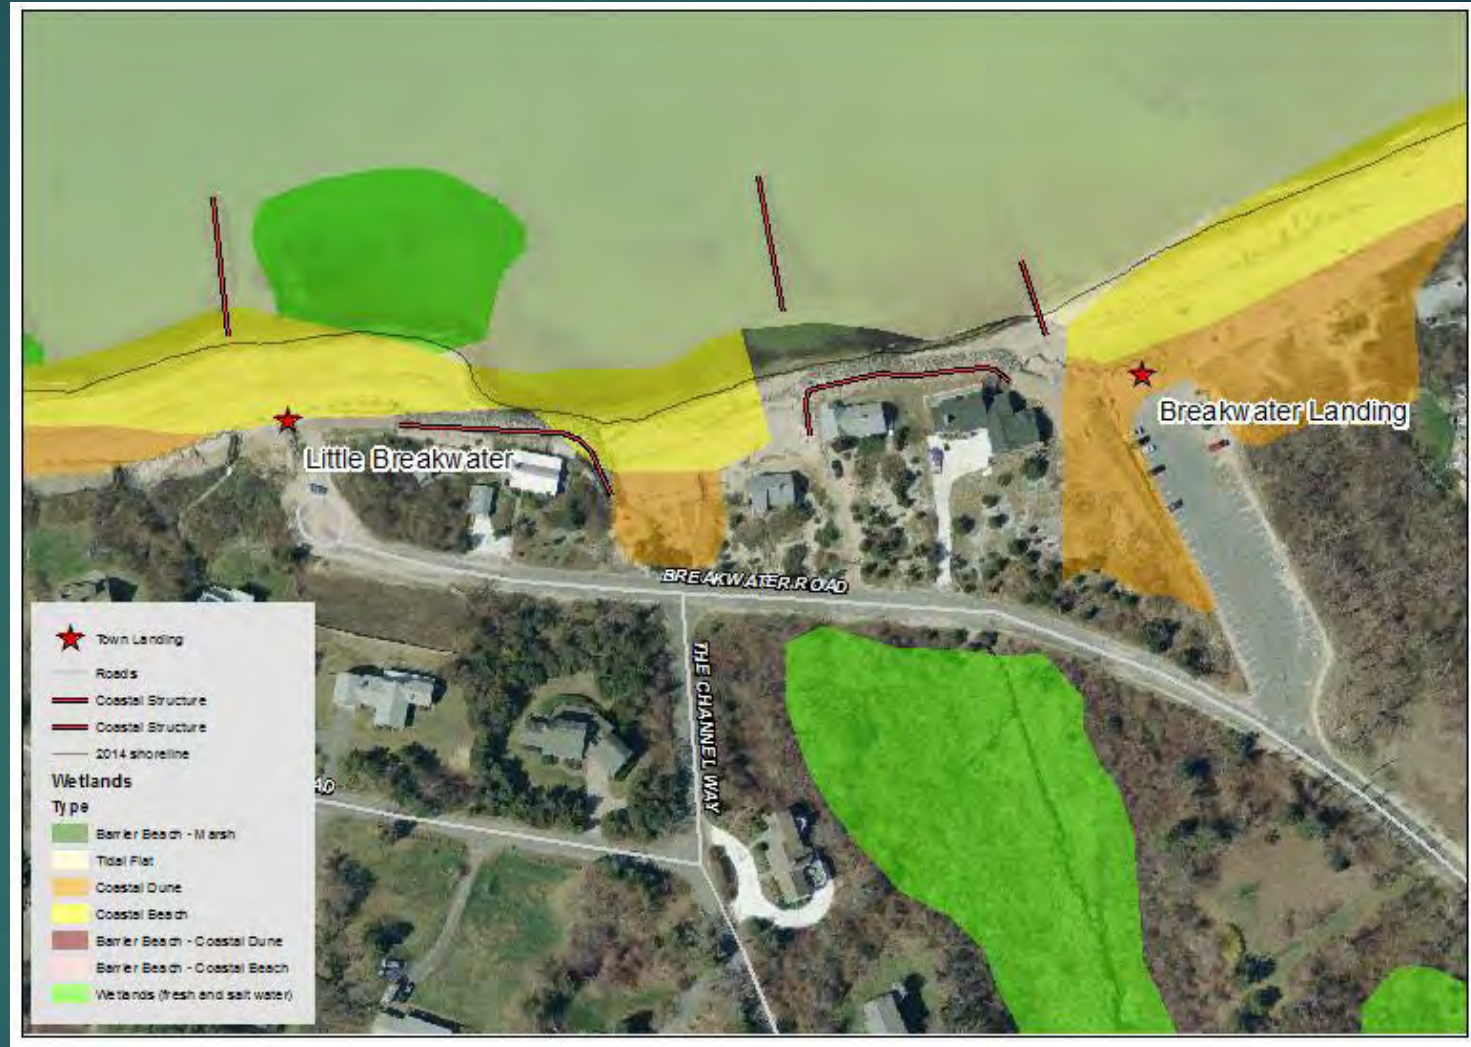 Breakwater Landing
Little Breakwater
BREAKWATER ROAD
THE CHANNEL WAY
AD
Town Landing
Roads
Coastal Structure
Coastal Structure
2014 shoreline
Wetlands
Type
Barrier Beach - Marsh
Tidal Flat
Coastal Dune
Coastal Beach
Barrier Beach - Coastal Dune
Barrier Beach - Coastal Beach
Wetlands (fresh and salt water)